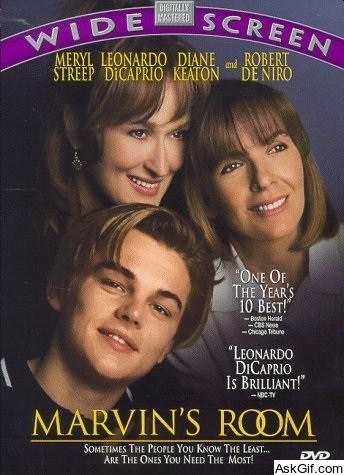 DIGITALLY
MASTERED
WIDE SCREEN
MERYL LEONARDO DIANE and ROBERT
STREEP DICAPRIO KEATON DE NIRO
"ONE OF
THE YEAR'S
10 BEST!"
— Boston Herald
— CBS News
— Chicago Tribune
"LEONARDO
DICAPRIO
IS BRILLIANT!"
— NBC-TV
MARVIN'S ROOM
SOMETIMES THE PEOPLE YOU KNOW THE LEAST...
ARE THE ONES YOU NEED THE MOST!
DVD
AskGif.com